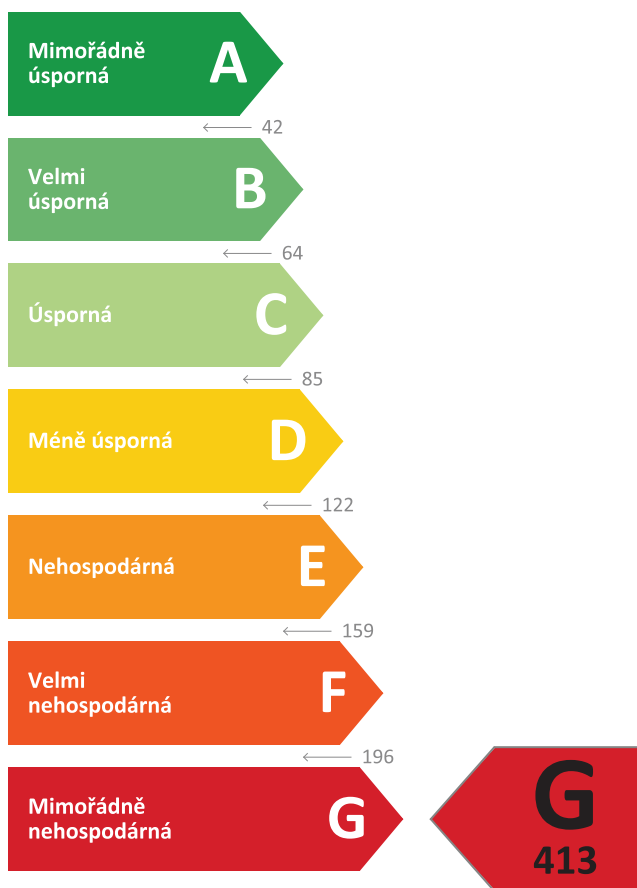 Mimořádně
úsporná
A
42
Velmi
úsporná
B
64
Úsporná
C
85
Méně úsporná
D
122
Nehospodárná
E
159
Velmi
nehospodárná
F
196
Mimořádně
nehospodárná
G
G
413